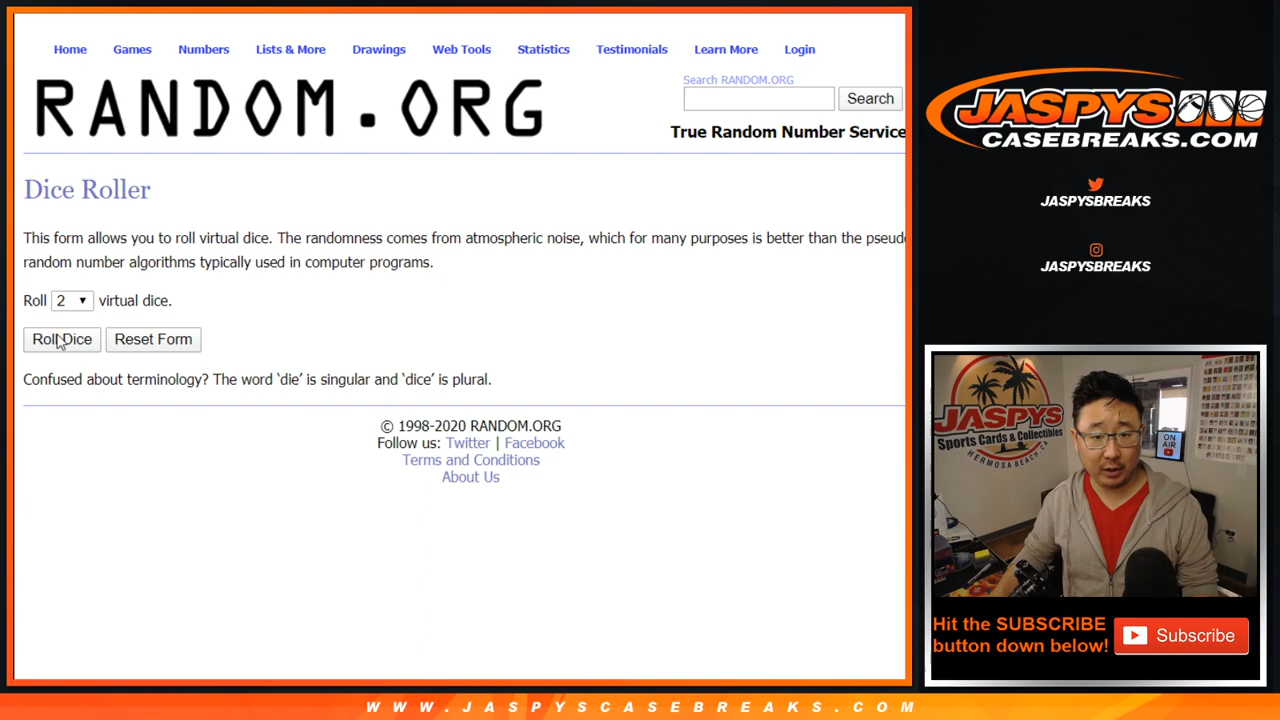 Home Games Numbers Lists & More Drawings Web Tools Statistics Testimonials Learn More Login
RANDOM.ORG
Search RANDOM.ORG
Search
True Random Number Service
Dice Roller
This form allows you to roll virtual dice. The randomness comes from atmospheric noise, which for many purposes is better than the pseudo
random number algorithms typically used in computer programs.
Roll 2 virtual dice.
Roll Dice Reset Form
Confused about terminology? The word ‘die’ is singular and ‘dice’ is plural.
© 1998-2020 RANDOM.ORG
Follow us: Twitter | Facebook
Terms and Conditions
About Us
JASPYS
CASEBREAKS.COM
JASPYSBREAKS
JASPYSBREAKS
JASPYS
Sports Cards & Collectibles
HERMOSA BEACH, CA
ON
AIR
Hit the SUBSCRIBE
button down below!
Subscribe
WWW.JASPYSCASEBREAKS.COM